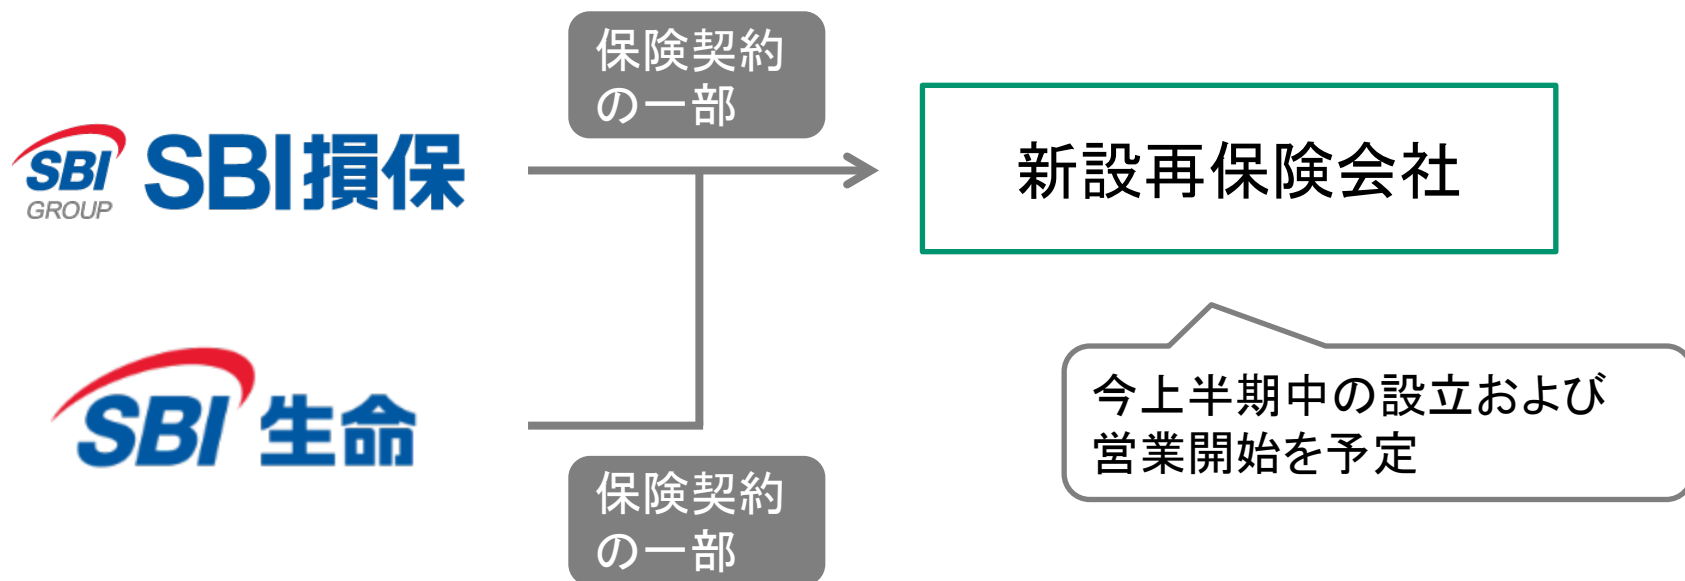 保険契約
の一部
SBI
GROUP
SBI損保
新設再保険会社
SBI生命
今上半期中の設立および
営業開始を予定
保険契約
の一部